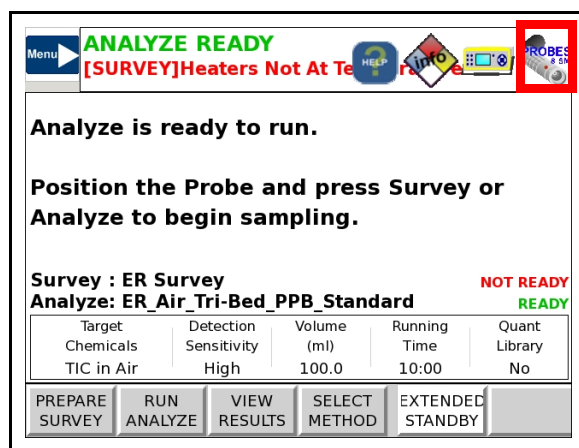 Menu
ANALYZE READY
[SURVEY]Heaters Not At Te
HELP
info
PROBES
& SM
Analyze is ready to run.
Position the Probe and press Survey or
Analyze to begin sampling.
Survey : ER Survey NOT READY
Analyze: ER_Air_Tri-Bed_PPB_Standard READY
Target Detection Volume Running Quant
Chemicals Sensitivity (ml) Time Library
TIC in Air High 100.0 10:00 No
PREPARE RUN VIEW SELECT EXTENDED
SURVEY ANALYZE RESULTS METHOD STANDBY